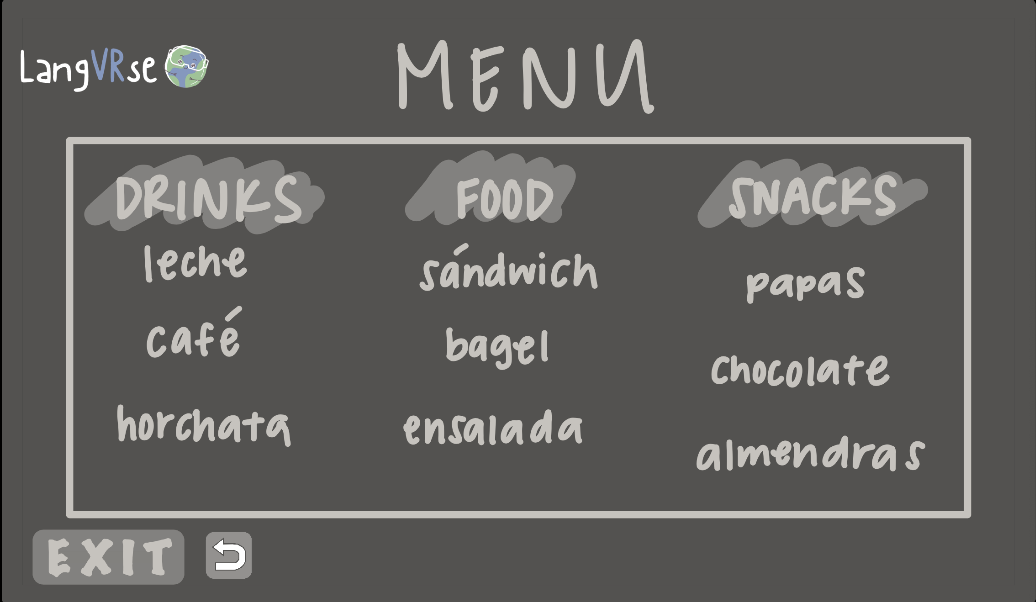 LangVRse
MENU
DRINKS
leche
café
horchata
FOOD
sándwich
bagel
ensalada
SNACKS
papas
chocolate
almendras
EXIT